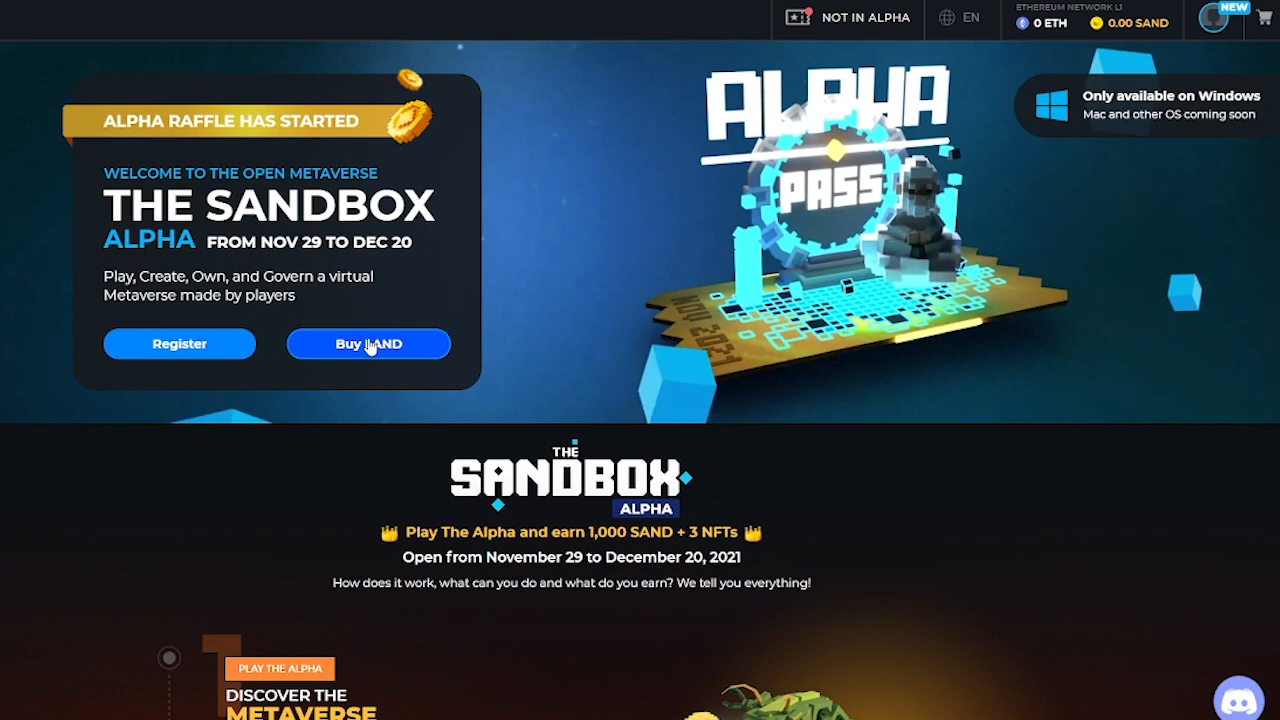 NOT IN ALPHA
EN
ETHEREUM NETWORK L1
0 ETH
0.00 SAND
NEW
ALPHA RAFFLE HAS STARTED
WELCOME TO THE OPEN METAVERSE
THE SANDBOX
ALPHA FROM NOV 29 TO DEC 20
Play, Create, Own, and Govern a virtual
Metaverse made by players
Register
Buy LAND
ALPHA
PASS
NOV 2021
Only available on Windows
Mac and other OS coming soon
THE
SANDBOX
ALPHA
Play The Alpha and earn 1,000 SAND + 3 NFTs
Open from November 29 to December 20, 2021
How does it work, what can you do and what do you earn? We tell you everything!
PLAY THE ALPHA
DISCOVER THE
METAVERSE